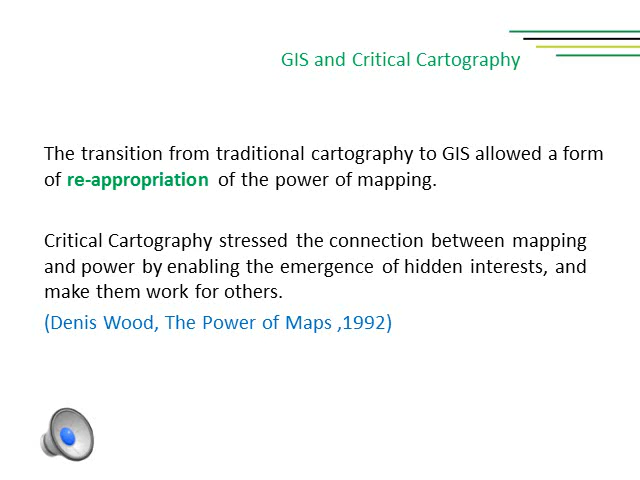 GIS and Critical Cartography
The transition from traditional cartography to GIS allowed a form
of re-appropriation of the power of mapping.
Critical Cartography stressed the connection between mapping
and power by enabling the emergence of hidden interests, and
make them work for others.
(Denis Wood, The Power of Maps ,1992)